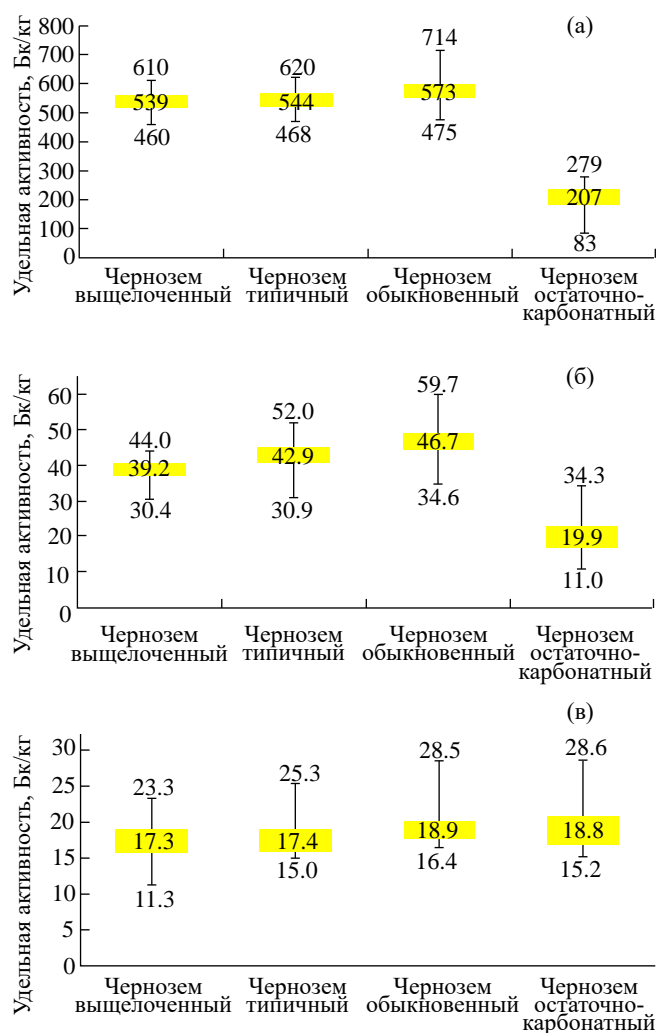 (а)
Удельная активность, Бк/кг
800
700
600
500
400
300
200
100
0
610
539
460
620
544
468
714
573
475
279
207
83
Чернозем
выщелоченный
Чернозем
типичный
Чернозем
обыкновенный
Чернозем
остаточно-
карбонатный
(б)
Удельная активность, Бк/кг
60
50
40
30
20
10
0
44.0
39.2
30.4
52.0
42.9
30.9
59.7
46.7
34.6
34.3
19.9
11.0
Чернозем
выщелоченный
Чернозем
типичный
Чернозем
обыкновенный
Чернозем
остаточно-
карбонатный
(в)
Удельная активность, Бк/кг
30
25
20
15
10
5
0
23.3
17.3
11.3
25.3
17.4
15.0
28.5
18.9
16.4
28.6
18.8
15.2
Чернозем
выщелоченный
Чернозем
типичный
Чернозем
обыкновенный
Чернозем
остаточно-
карбонатный